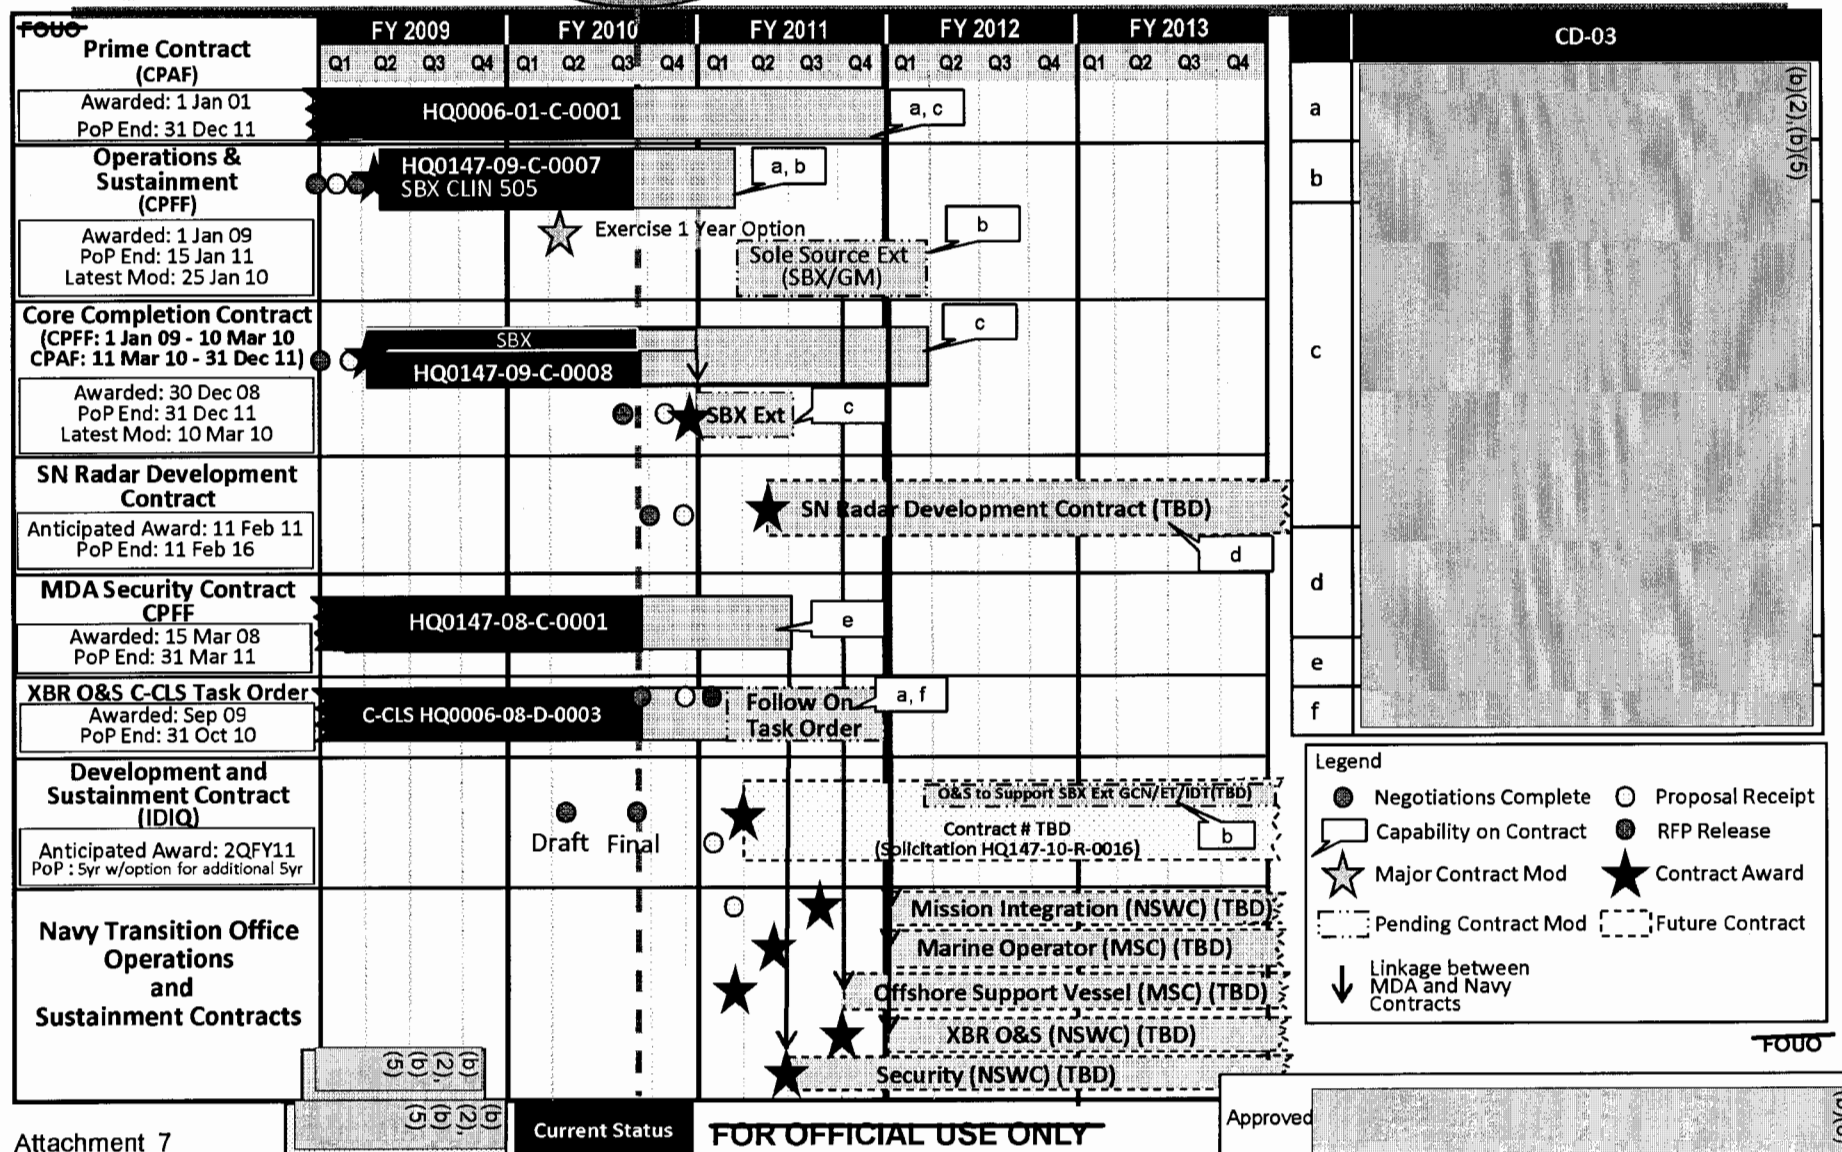 FOUO
Prime Contract
(CPAF)
Awarded: 1 Jan 01
PoP End: 31 Dec 11
FY 2009 FY 2010 FY 2011 FY 2012 FY 2013
Q1 Q2 Q3 Q4 Q1 Q2 Q3 Q4 Q1 Q2 Q3 Q4 Q1 Q2 Q3 Q4 Q1 Q2 Q3 Q4
HQ0006-01-C-0001
a, c
Operations &
Sustainment
(CPFF)
Awarded: 1 Jan 09
PoP End: 15 Jan 11
Latest Mod: 25 Jan 10
HQ0147-09-C-0007
SBX CLIN 505
a, b
Exercise 1 Year Option
Sole Source Ext
(SBX/GM)
b
Core Completion Contract
(CPFF: 1 Jan 09 - 10 Mar 10
CPAF: 11 Mar 10 - 31 Dec 11)
Awarded: 30 Dec 08
PoP End: 31 Dec 11
Latest Mod: 10 Mar 10
SBX
HQ0147-09-C-0008
c
SBX Ext
c
SN Radar Development
Contract
Anticipated Award: 11 Feb 11
PoP End: 11 Feb 16
SN Radar Development Contract (TBD)
d
MDA Security Contract
CPFF
Awarded: 15 Mar 08
PoP End: 31 Mar 11
HQ0147-08-C-0001
e
XBR O&S C-CLS Task Order
Awarded: Sep 09
PoP End: 31 Oct 10
C-CLS HQ0006-08-D-0003
Follow On
Task Order
a, f
Development and
Sustainment Contract
(IDIQ)
Anticipated Award: 2QFY11
PoP : 5yr w/option for additional 5yr
Draft Final
O&S to Support SBX Ext GCN/ET/IDT(TBD)
Contract # TBD
(Solicitation HQ147-10-R-0016)
b
Navy Transition Office
Operations
and
Sustainment Contracts
Mission Integration (NSWC) (TBD)
Marine Operator (MSC) (TBD)
Offshore Support Vessel (MSC) (TBD)
XBR O&S (NSWC) (TBD)
Security (NSWC) (TBD)
(b)(2),(b)(5)
(b)(2),(b)(5)
Attachment 7
Current Status
FOR OFFICIAL USE ONLY
CD-03
a
b
c
d
e
f
(b)(2),(b)(5)
Legend
Negotiations Complete
Proposal Receipt
Capability on Contract
RFP Release
Major Contract Mod
Contract Award
Pending Contract Mod
Future Contract
Linkage between
MDA and Navy
Contracts
FOUO
Approved